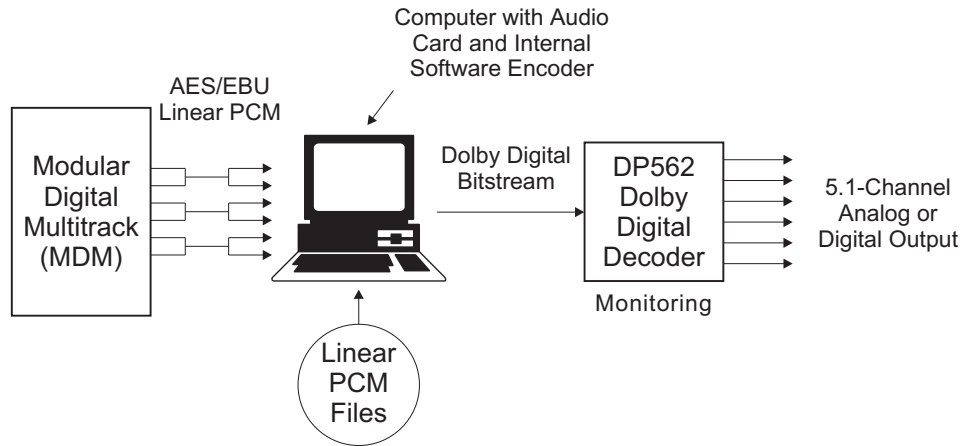 Computer with Audio
Card and Internal
Software Encoder
AES/EBU
Linear PCM
Modular
Digital
Multitrack
(MDM)
Dolby Digital
Bitstream
DP562
Dolby
Digital
Decoder
Monitoring
5.1-Channel
Analog or
Digital Output
Linear
PCM
Files